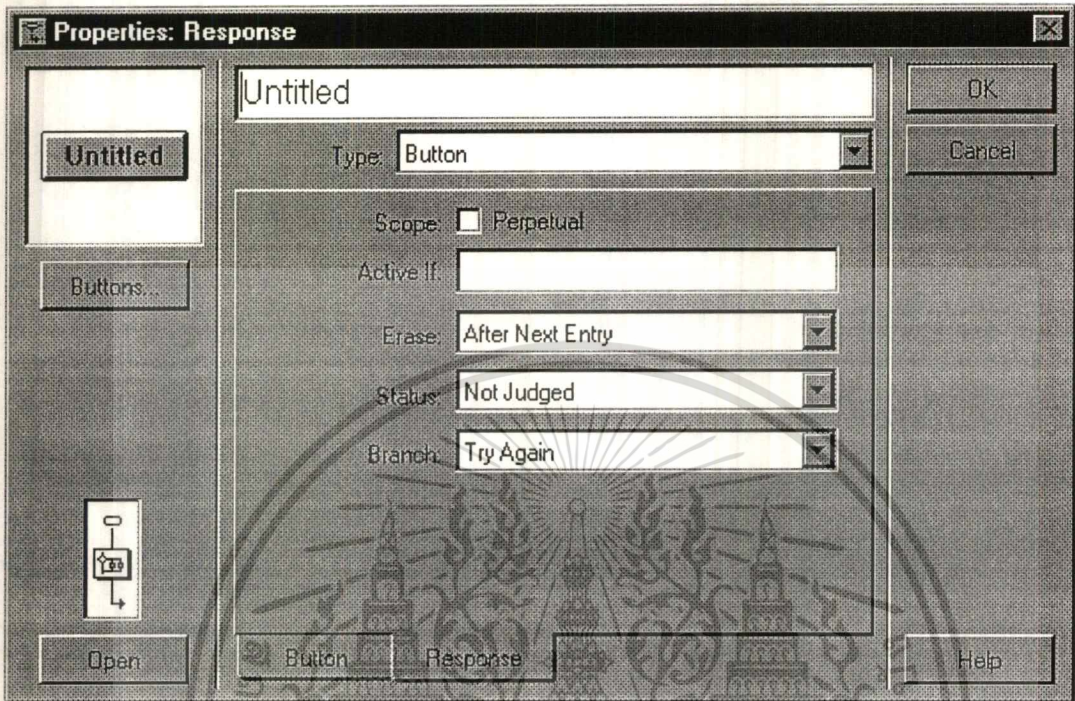 Properties: Response
Untitled
Untitled
OK
Cancel
Type: Button
Buttons...
Scope: Perpetual
Active If:
Erase: After Next Entry
Status: Not Judged
Branch: Try Again
Open
Button
Response
Help